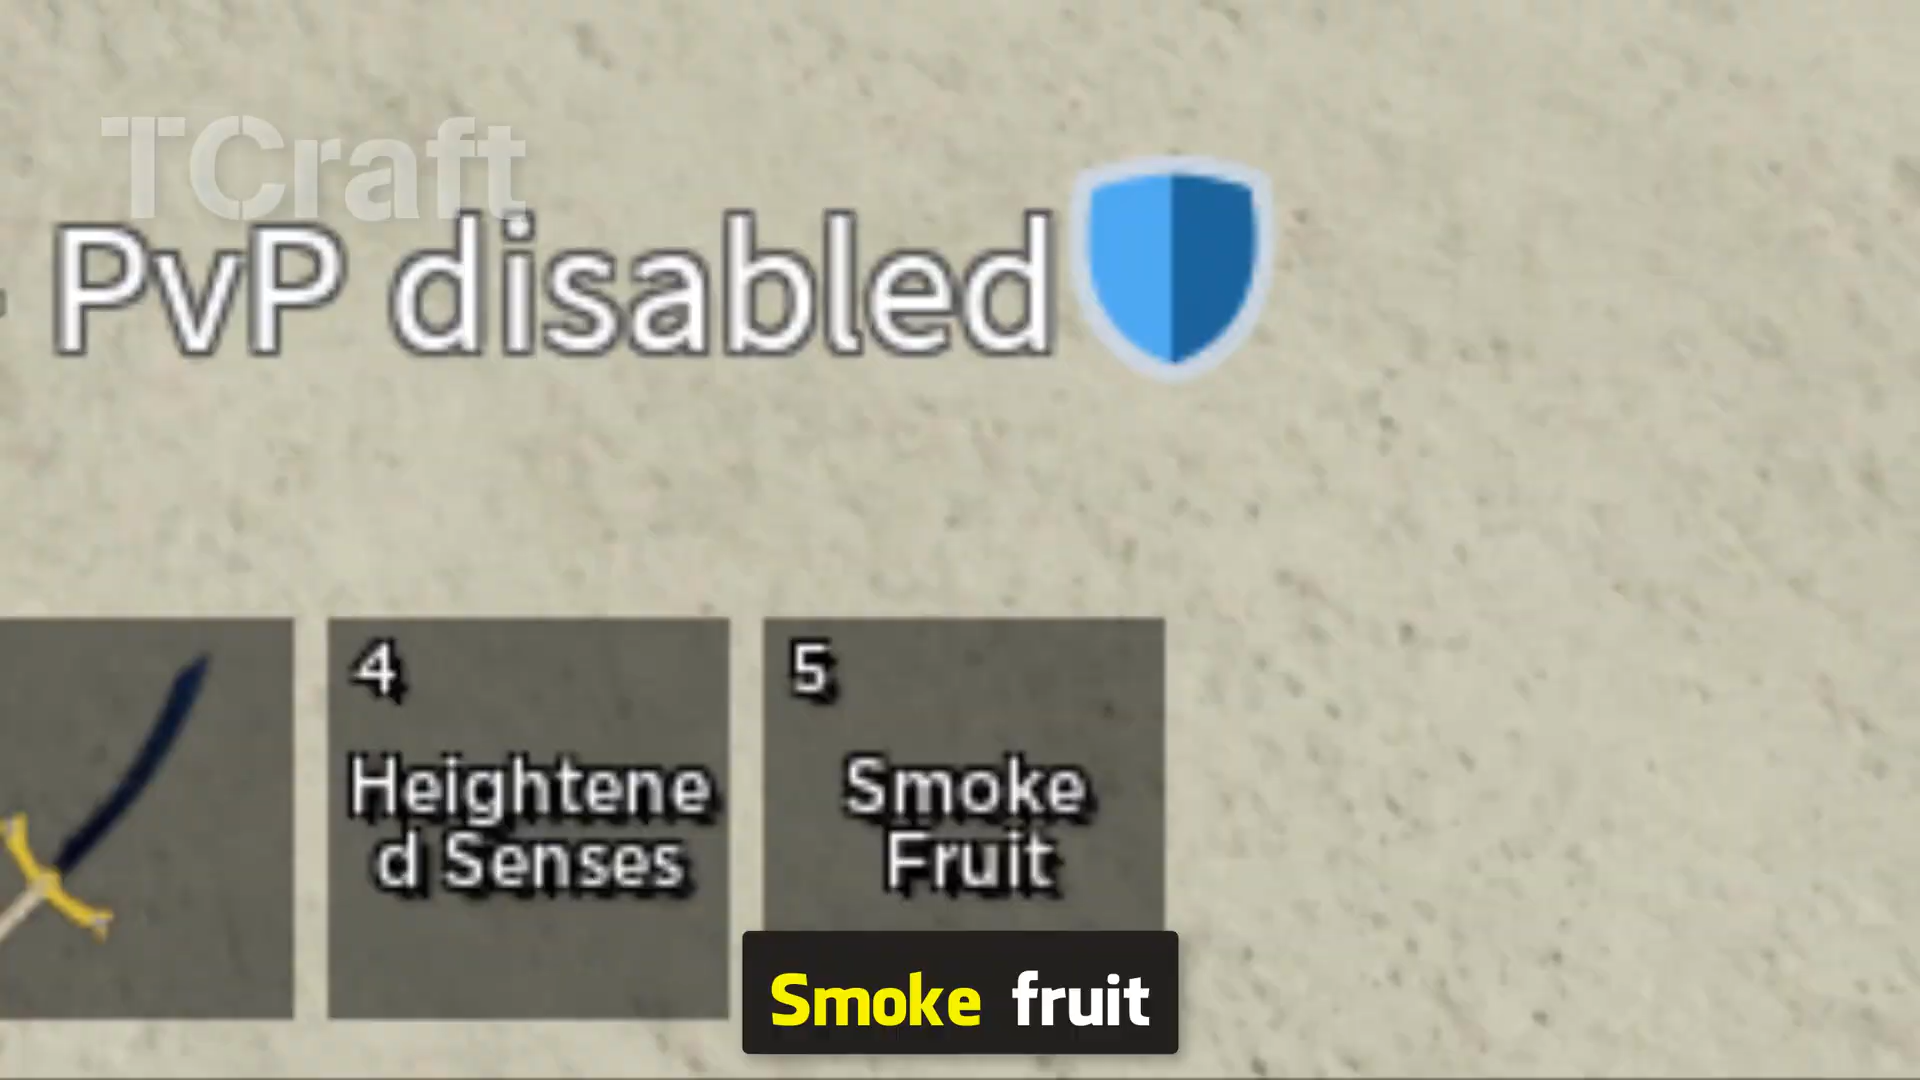 TCraft
PvP disabled
4
Heightene
d Senses
5
Smoke
Fruit
Smoke fruit